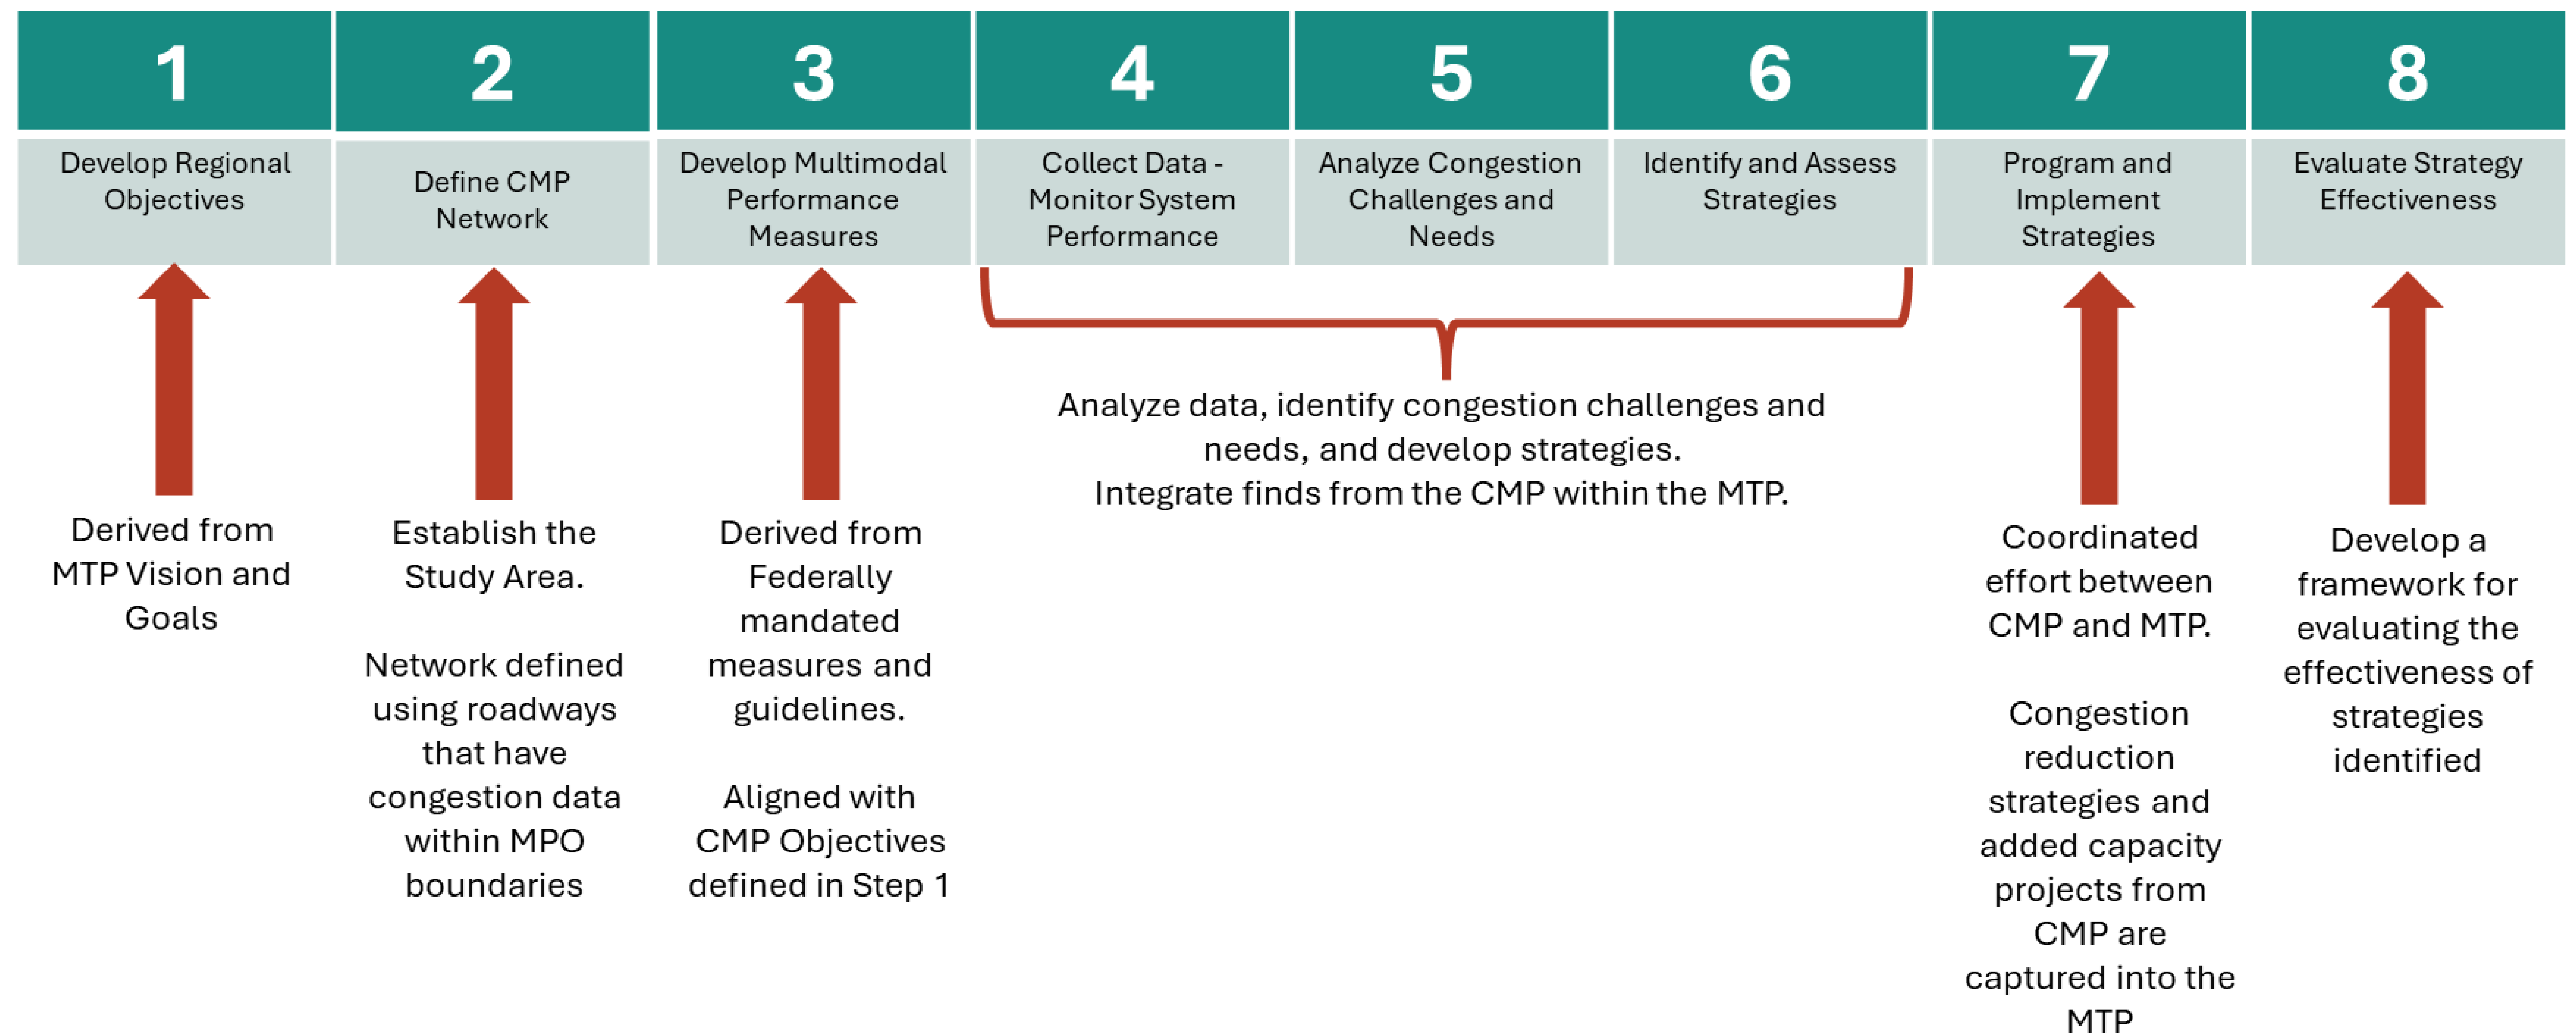 1
2
3
4
5
6
7
8
Develop Regional
Objectives
Define CMP
Network
Develop Multimodal
Performance
Measures
Collect Data -
Monitor System
Performance
Analyze Congestion
Challenges and
Needs
Identify and Assess
Strategies
Program and
Implement
Strategies
Evaluate Strategy
Effectiveness
Derived from
MTP Vision and
Goals
Establish the
Study Area.
Network defined
using roadways
that have
congestion data
within MPO
boundaries
Derived from
Federally
mandated
measures and
guidelines.
Aligned with
CMP Objectives
defined in Step 1
Analyze data, identify congestion challenges and
needs, and develop strategies.
Integrate finds from the CMP within the MTP.
Coordinated
effort between
CMP and MTP.
Congestion
reduction
strategies and
added capacity
projects from
CMP are
captured into the
MTP
Develop a
framework for
evaluating the
effectiveness of
strategies
identified